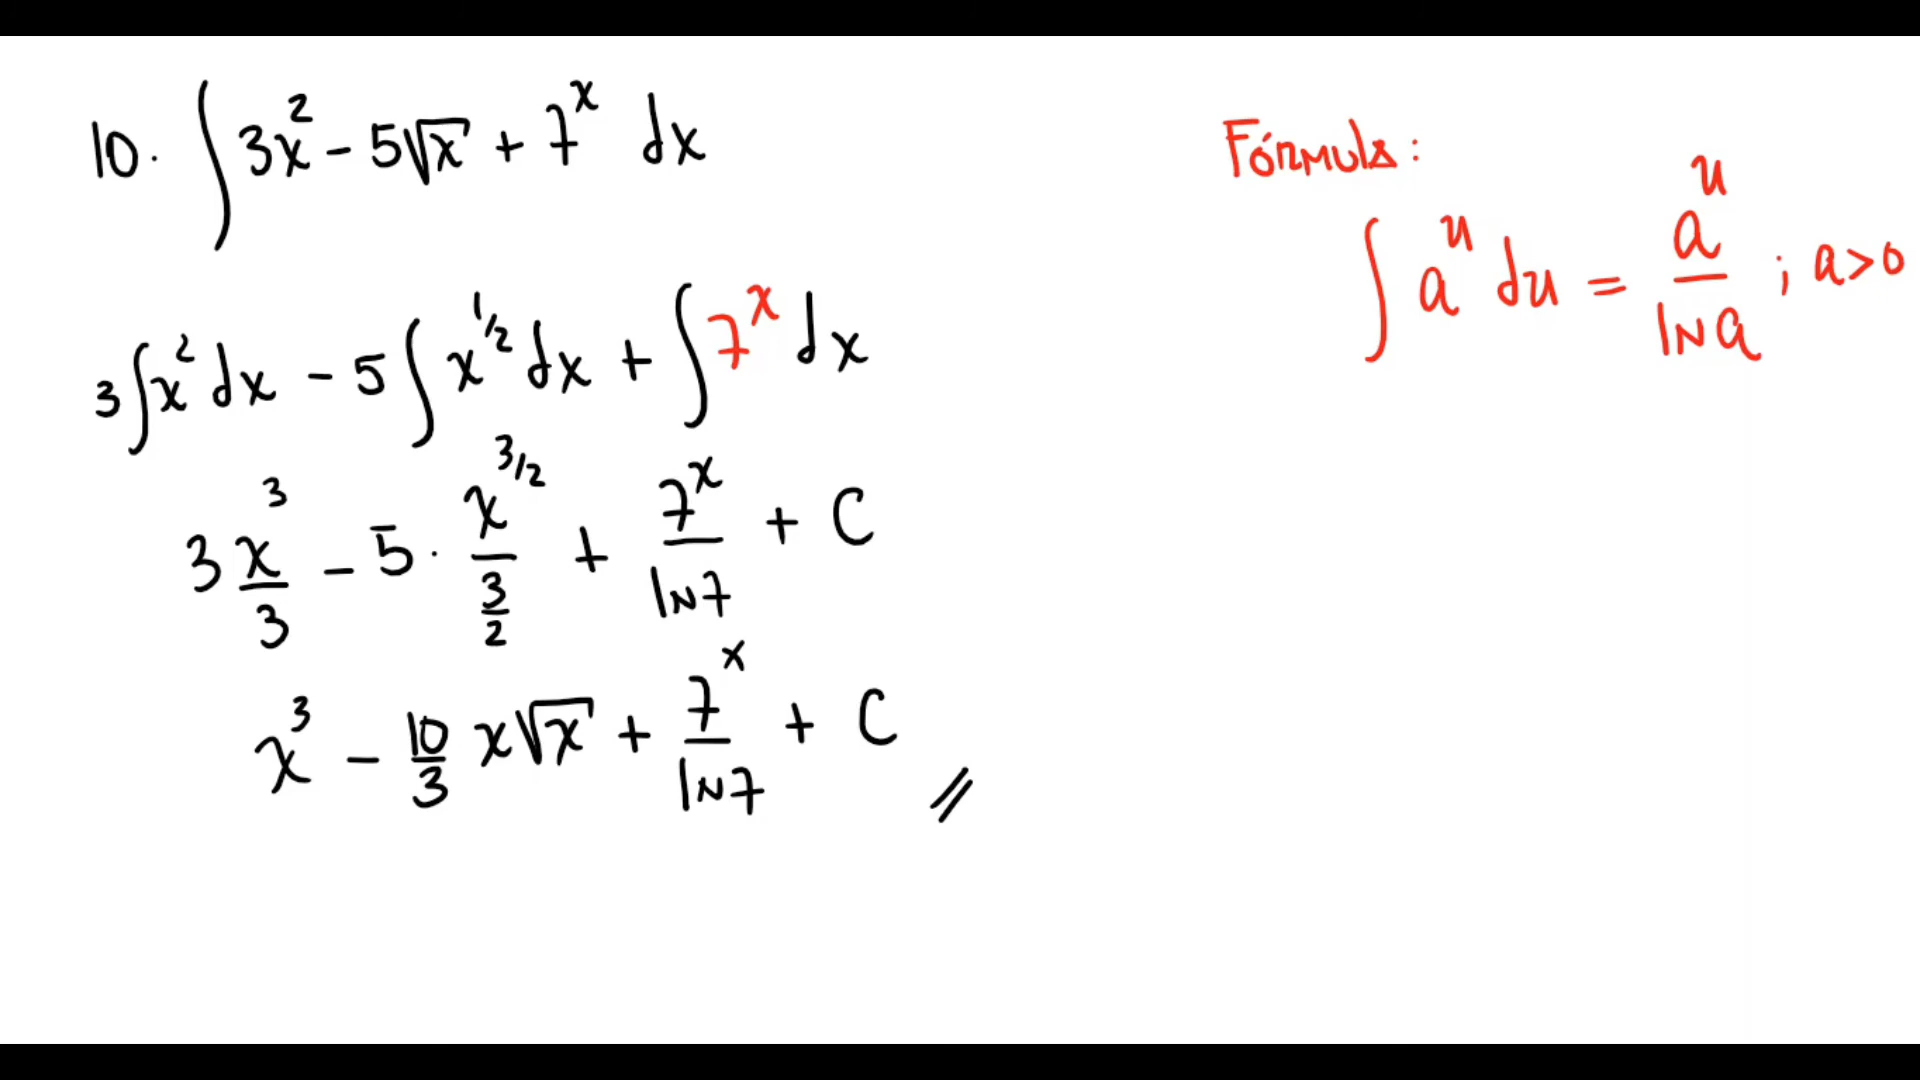 10. ∫ 3x² - 5√x + 7ˣ dx
3∫x² dx - 5∫x^{1/2} dx + ∫7ˣ dx
3 x³/3 - 5 · x^{3/2}/(3/2) + 7ˣ/ln7 + C
x³ - 10/3 x√x + 7ˣ/ln7 + C //
Fórmula:
∫ aᵘ du = aᵘ/ln a ; a>0